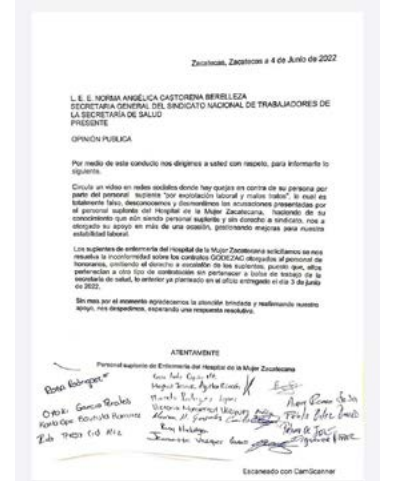 Zacatecas, Zacatecas a 4 de Junio de 2022
L. E. E. NORMA ANGÉLICA CASTORENA BERELLEZA
SECRETARIA GENERAL DEL SINDICATO NACIONAL DE TRABAJADORES DE
LA SECRETARÍA DE SALUD
PRESENTE
OPINIÓN PUBLICA
Por medio de este conducto nos dirigimos a usted con respeto, para informarle lo
siguiente.
Circula un video en redes sociales donde hay quejas en contra de su persona por
parte del personal suplente "por explotación laboral y malos tratos", lo cual es
totalmente falso, desconocemos y desmentimos las acusaciones presentadas por
el personal suplente del Hospital de la Mujer Zacatecana, haciendo de su
conocimiento que aún siendo personal suplente y sin derecho a sindicato, nos a
otorgado su apoyo en más de una ocasión, gestionando mejoras para nuestra
estabilidad laboral.
Los suplentes de enfermería del Hospital de la Mujer Zacatecana solicitamos se nos
resuelva la inconformidad sobre los contratos GODEZAC otorgados al personal de
honorarios, omitiendo el derecho a escalafón de los suplentes, puesto que, ellos
pertenecían a otro tipo de contratación sin pertenecer a bolsa de trabajo de la
secretaría de salud, lo anterior ya planteado en el oficio entregado el día 3 de junio
de 2022.
Sin mas por el momento agradecemos la atención brindada y reafirmando nuestro
apoyo, nos despedimos, esperando una respuesta resolutiva.
ATENTAMENTE
Personal suplente de Enfermería del Hospital de la Mujer Zacatecana
Rosa Rodriguez
García Rosales
Bautista Ramirez
Cid
Vazquez
Escaneado con CamScanner